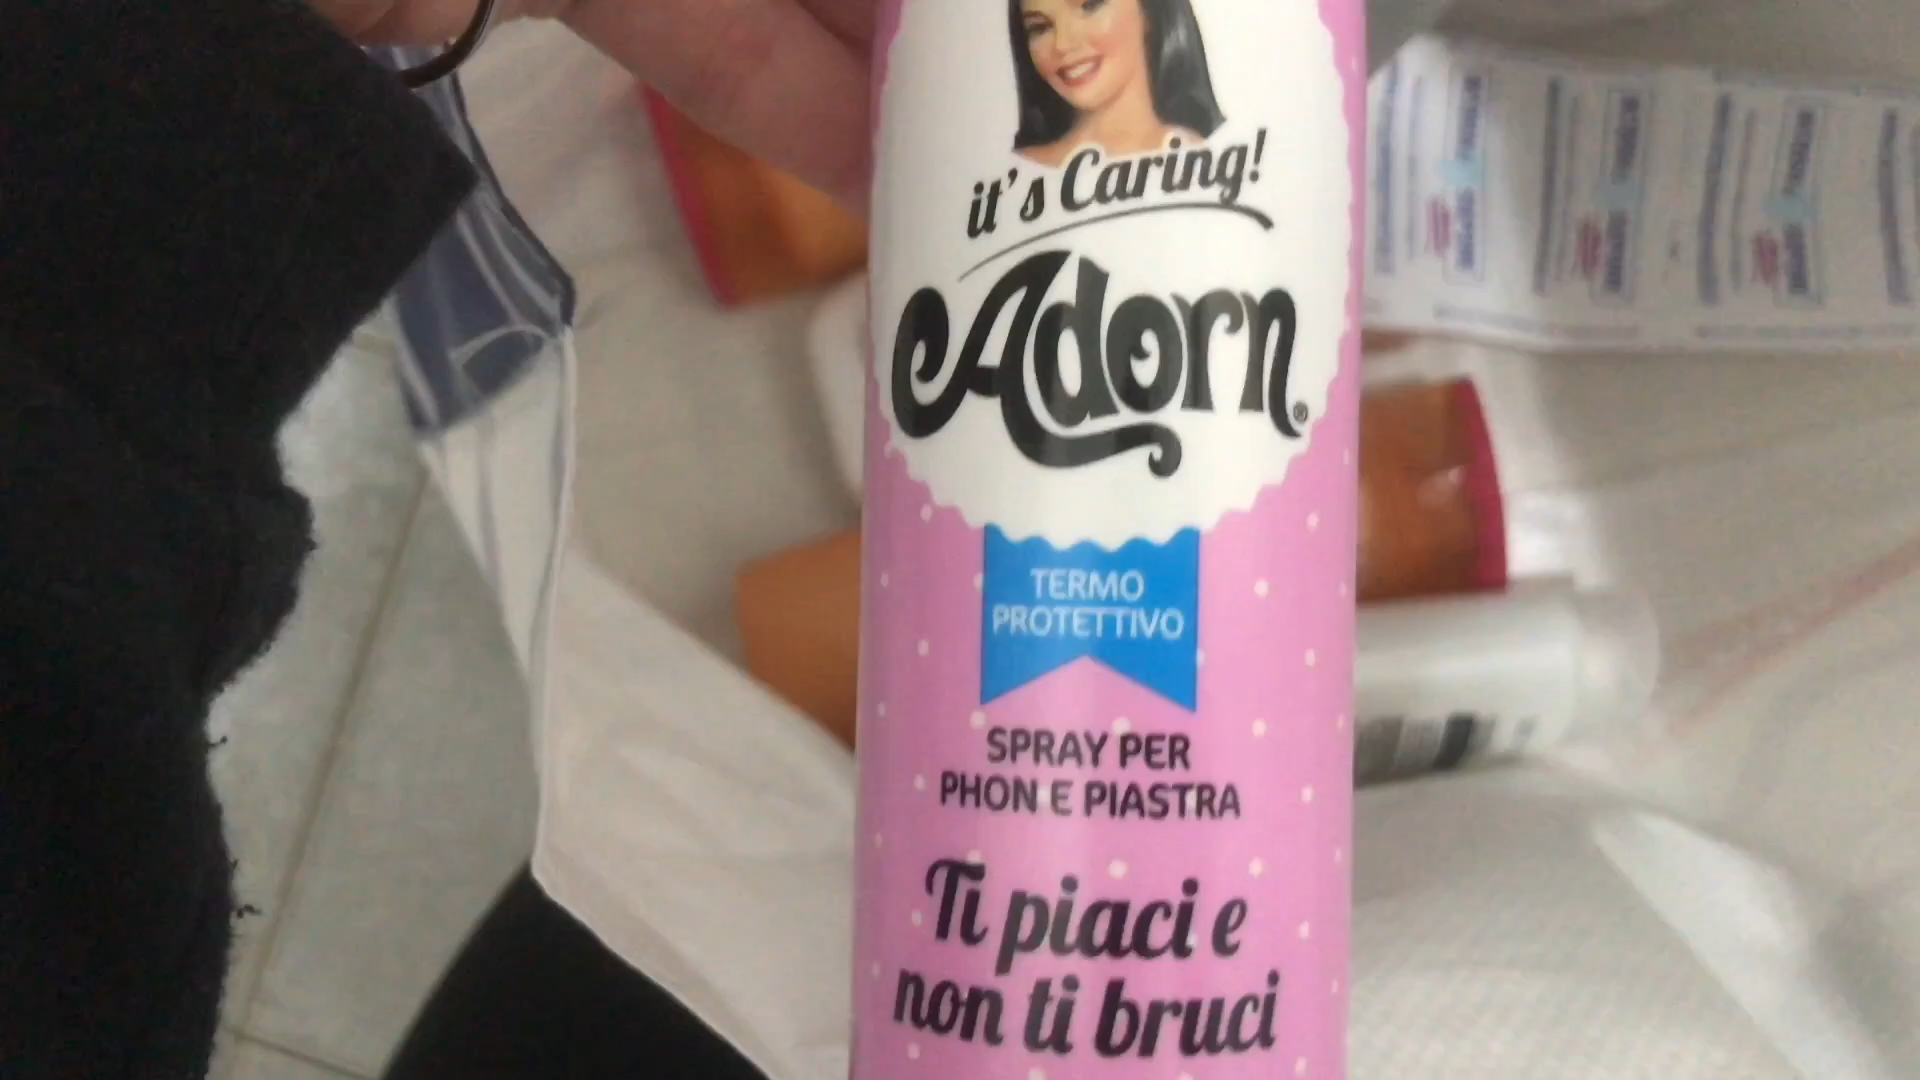 it's Caring!
Adorn®
TERMO
PROTETTIVO
SPRAY PER
PHON E PIASTRA
Ti piaci e
non ti bruci